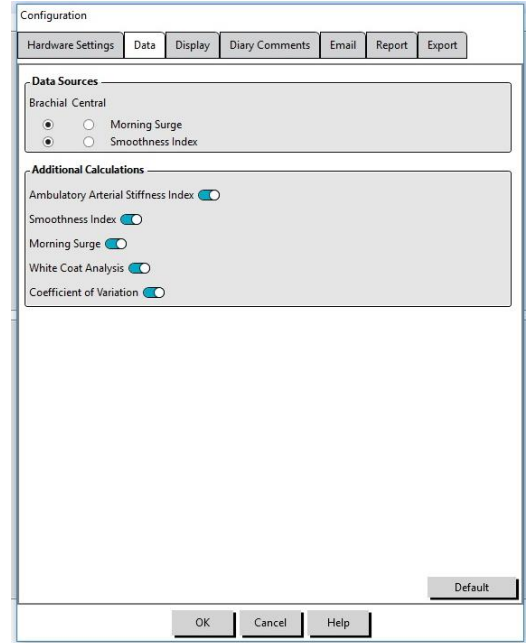 Configuration
Hardware Settings Data Display Diary Comments Email Report Export
Data Sources
Brachial Central
Morning Surge
Smoothness Index
Additional Calculations
Ambulatory Arterial Stiffness Index
Smoothness Index
Morning Surge
White Coat Analysis
Coefficient of Variation
Default
OK Cancel Help